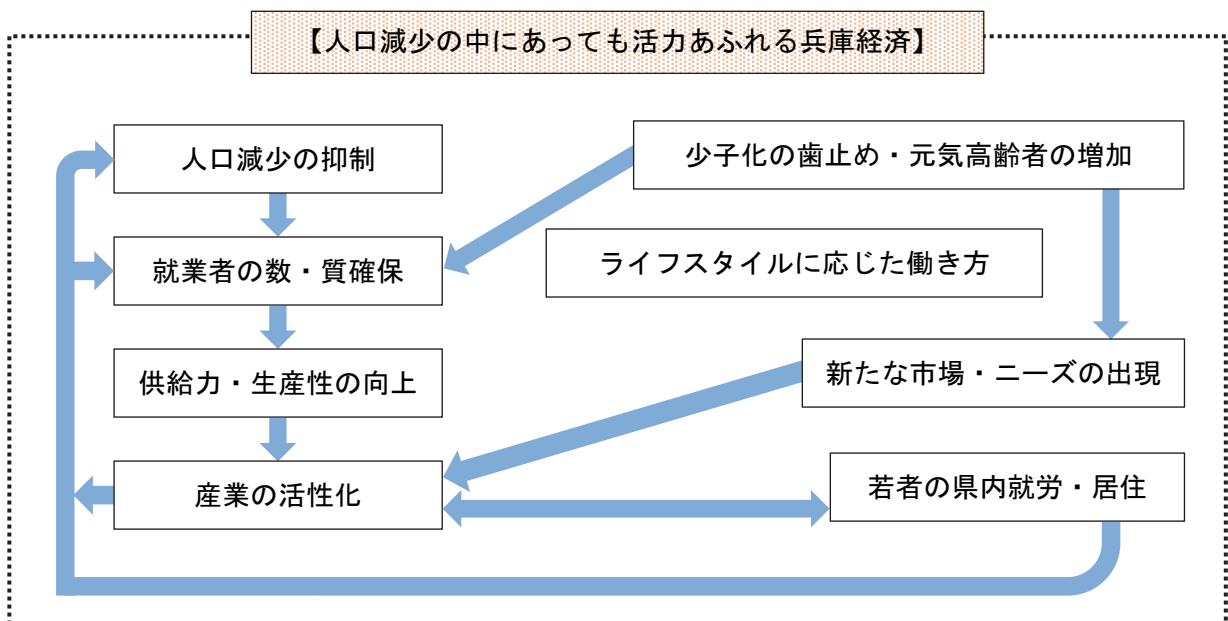 【人口減少の中にあっても活力あふれる兵庫経済】
人口減少の抑制
少子化の歯止め・元気高齢者の増加
就業者の数・質確保
ライフスタイルに応じた働き方
供給力・生産性の向上
新たな市場・ニーズの出現
産業の活性化
若者の県内就労・居住